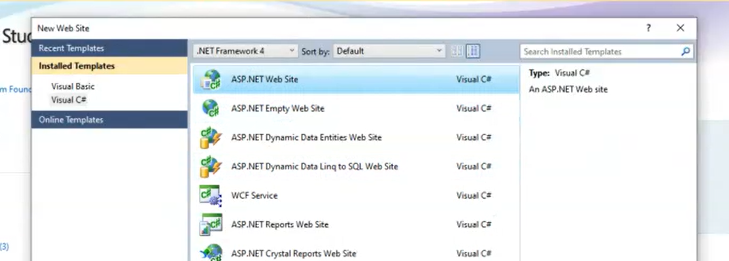 New Web Site
? ×
Stu
Recent Templates
.NET Framework 4 Sort by: Default Search Installed Templates
Installed Templates
ASP.NET Web Site Visual C#
Type: Visual C#
An ASP.NET Web site
Visual Basic
m Foun
Visual C#
ASP.NET Empty Web Site Visual C#
Online Templates
ASP.NET Dynamic Data Entities Web Site Visual C#
ASP.NET Dynamic Data Linq to SQL Web Site Visual C#
WCF Service Visual C#
ASP.NET Reports Web Site Visual C#
(3)
ASP.NET Crystal Reports Web Site Visual C#